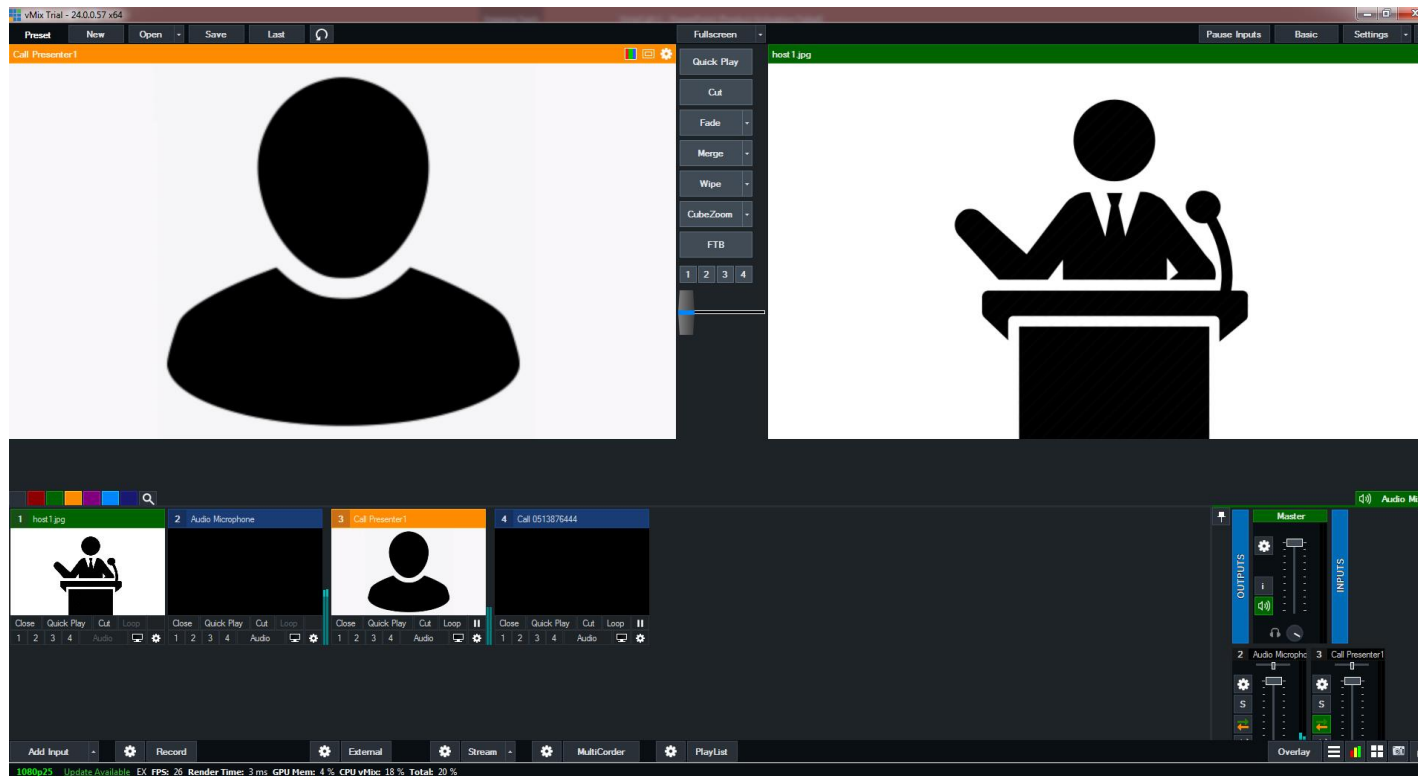 vMix Trial - 24.0.0.57 x64
Preset New Open Save Last Fullscreen Pause Inputs Basic Settings
Call Presenter1 host1.jpg
Quick Play
Cut
Fade
Merge
Wipe
CubeZoom
FTB
1 2 3 4
Audio Mi
1 host1.jpg 2 Audio Microphone 3 Call Presenter1 4 Call 0513876444
Master
OUTPUTS
INPUTS
i
Close Quick Play Cut Loop Close Quick Play Cut Loop Close Quick Play Cut Loop Close Quick Play Cut Loop
1 2 3 4 Audio 1 2 3 4 Audio 1 2 3 4 Audio 1 2 3 4 Audio
2 Audio Micropho 3 Call Presenter1
S S
Add Input Record External Stream MultiCorder PlayList Overlay
1080p25 Update Available EX FPS: 26 Render Time: 3 ms GPU Mem: 4 % CPU vMix: 18 % Total: 20 %